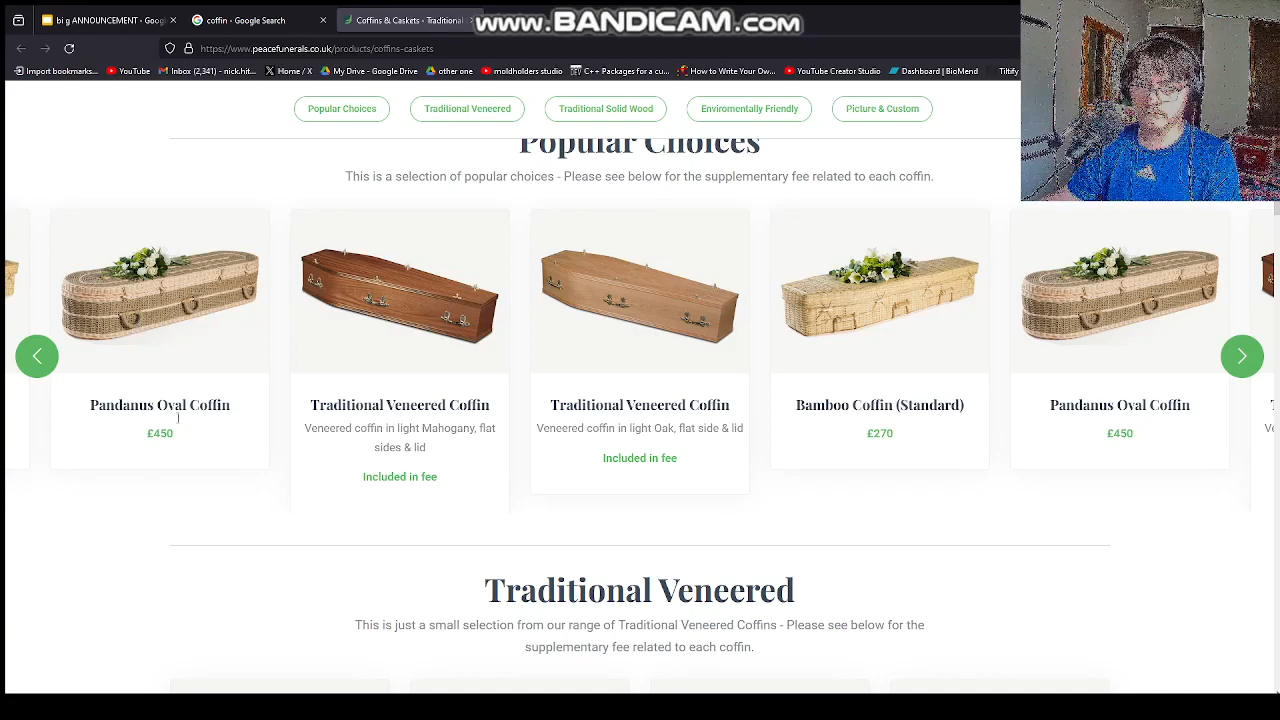 www.BANDICAM.com
big ANNOUNCEMENT - Googl
coffin - Google Search
Coffins & Caskets - Traditional
https://www.peacefunerals.co.uk/products/coffins-caskets
Import bookmarks...
YouTube
Inbox (2,341) - nick.hit...
Home / X
My Drive - Google Drive
other one
moldholders studio
C++ Packages for a cu...
How to Write Your Ow...
YouTube Creator Studio
Dashboard | BioMend
Tiltify
Popular Choices
Traditional Veneered
Traditional Solid Wood
Enviromentally Friendly
Picture & Custom
Popular Choices
This is a selection of popular choices - Please see below for the supplementary fee related to each coffin.
Pandanus Oval Coffin
£450
Traditional Veneered Coffin
Veneered coffin in light Mahogany, flat
sides & lid
Included in fee
Traditional Veneered Coffin
Veneered coffin in light Oak, flat side & lid
Included in fee
Bamboo Coffin (Standard)
£270
Pandanus Oval Coffin
£450
Traditional Veneered
This is just a small selection from our range of Traditional Veneered Coffins - Please see below for the
supplementary fee related to each coffin.